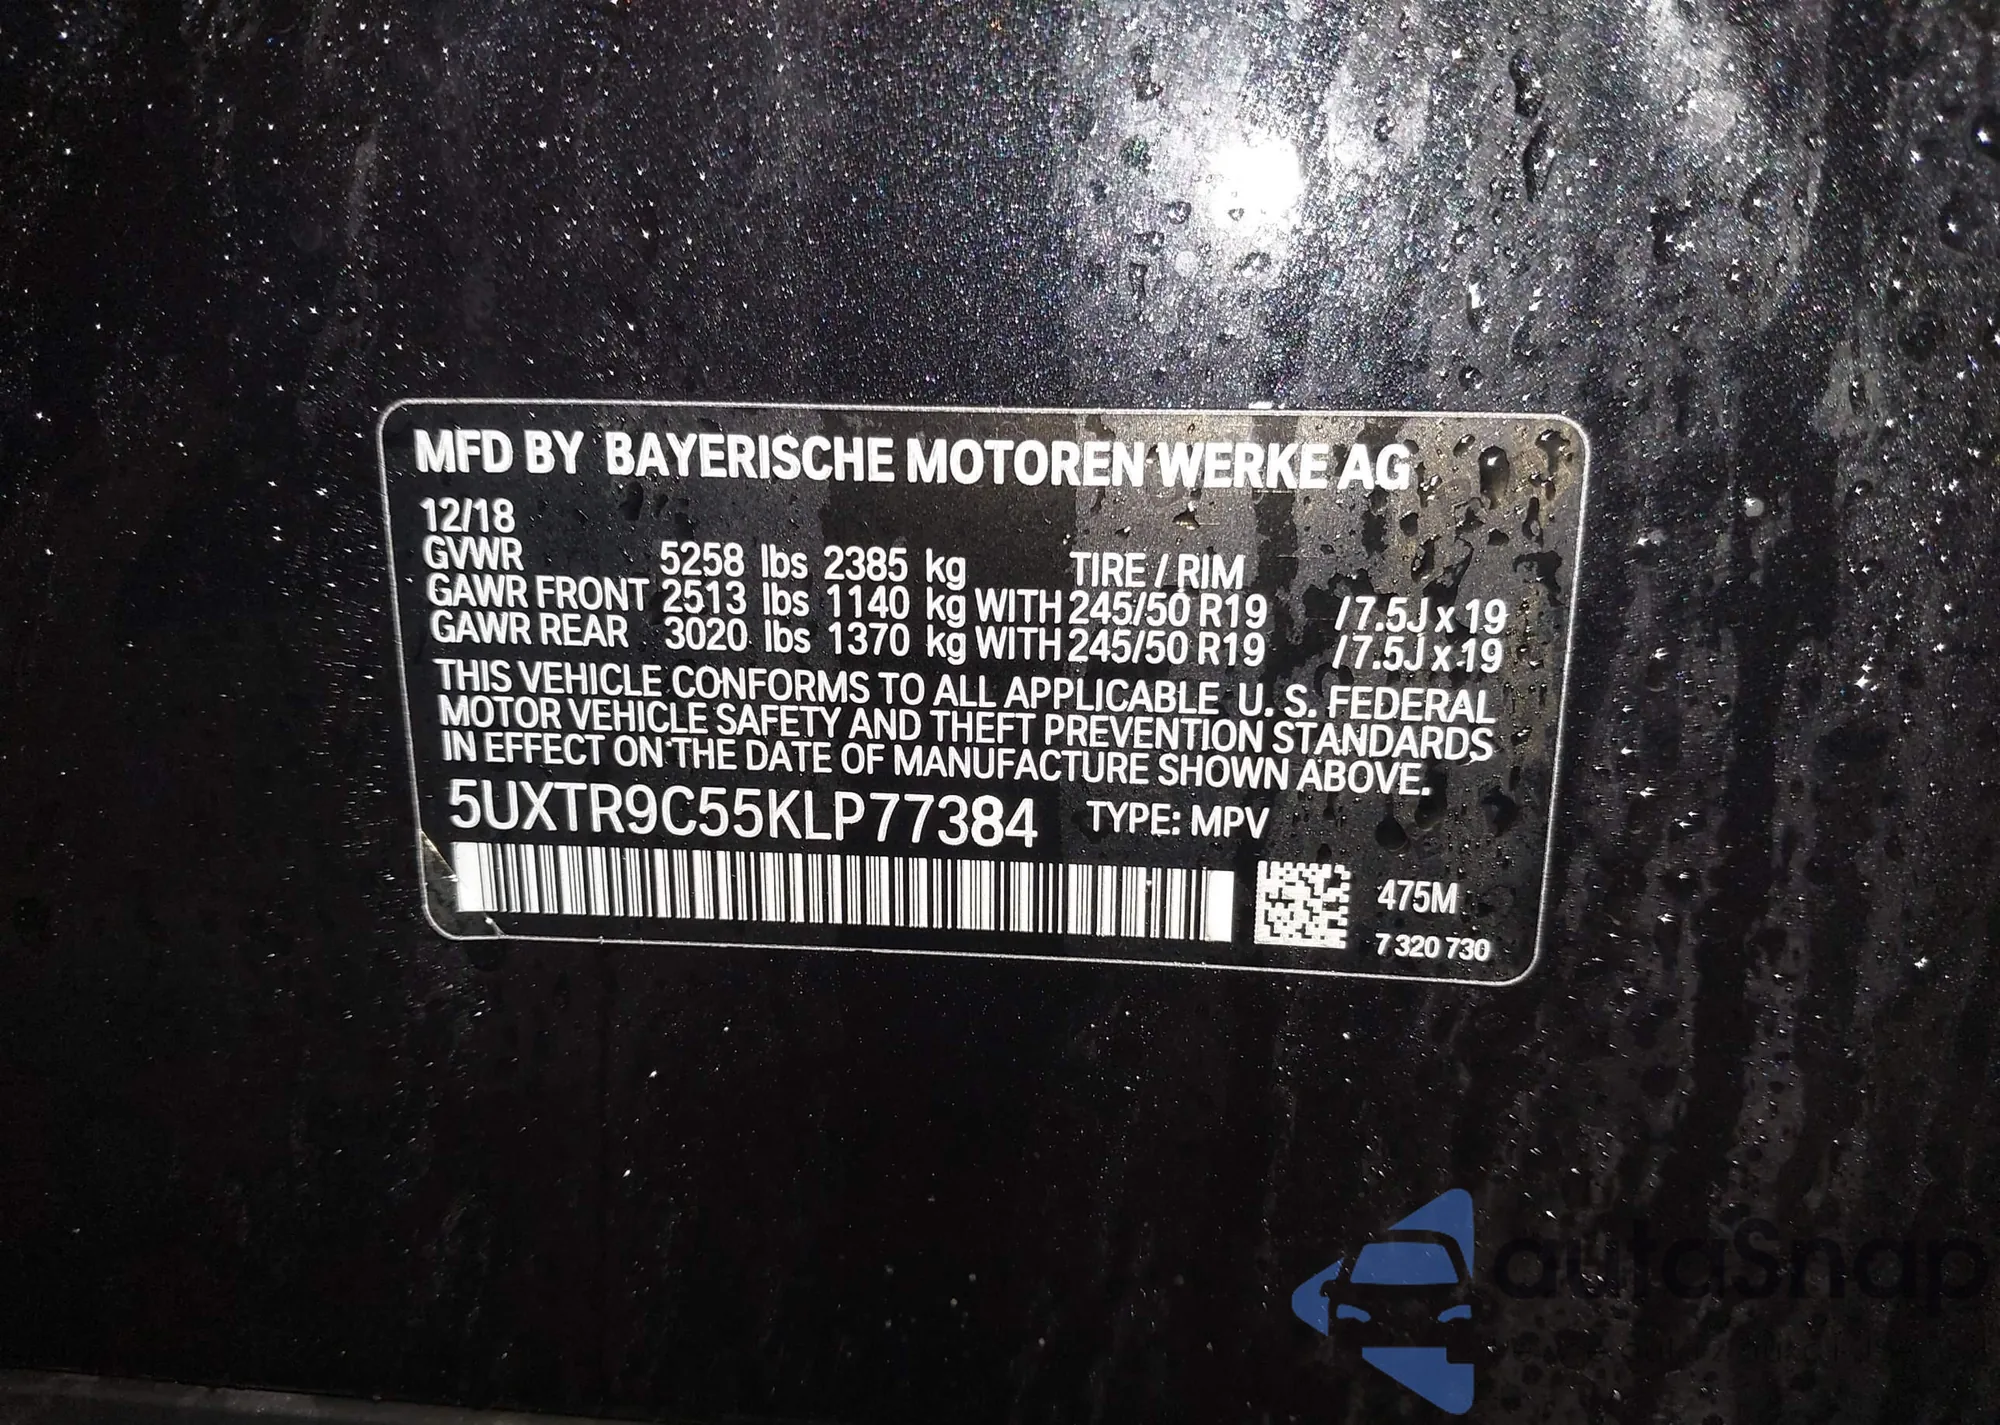 MFD BY BAYERISCHE MOTOREN WERKE AG
12/18
GVWR 5258 lbs 2385 kg TIRE / RIM
GAWR FRONT 2513 lbs 1140 kg WITH 245/50 R19 /7.5J x 19
GAWR REAR 3020 lbs 1370 kg WITH 245/50 R19 /7.5J x 19
THIS VEHICLE CONFORMS TO ALL APPLICABLE U. S. FEDERAL
MOTOR VEHICLE SAFETY AND THEFT PREVENTION STANDARDS
IN EFFECT ON THE DATE OF MANUFACTURE SHOWN ABOVE.
5UXTR9C55KLP77384 TYPE: MPV
475M
7 320 730
autaSnap